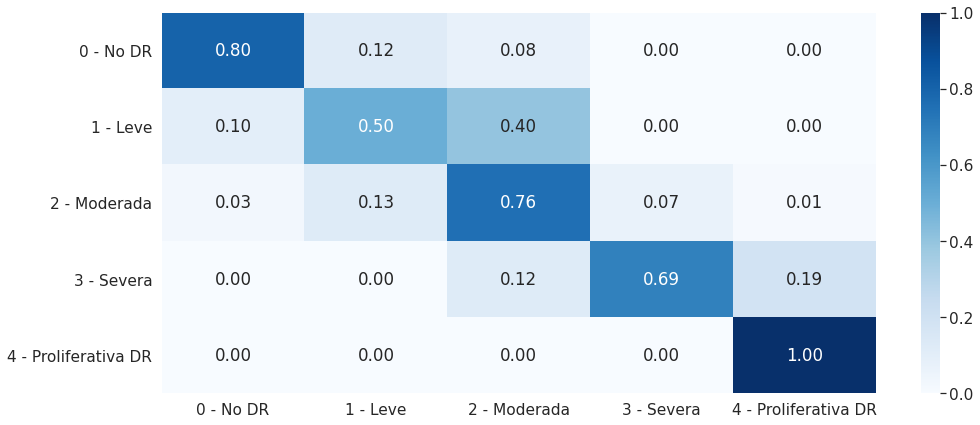 0 - No DR 0.80 0.12 0.08 0.00 0.00
1 - Leve 0.10 0.50 0.40 0.00 0.00
2 - Moderada 0.03 0.13 0.76 0.07 0.01
3 - Severa 0.00 0.00 0.12 0.69 0.19
4 - Proliferativa DR 0.00 0.00 0.00 0.00 1.00
0 - No DR 1 - Leve 2 - Moderada 3 - Severa 4 - Proliferativa DR
1.0
0.8
0.6
0.4
0.2
0.0